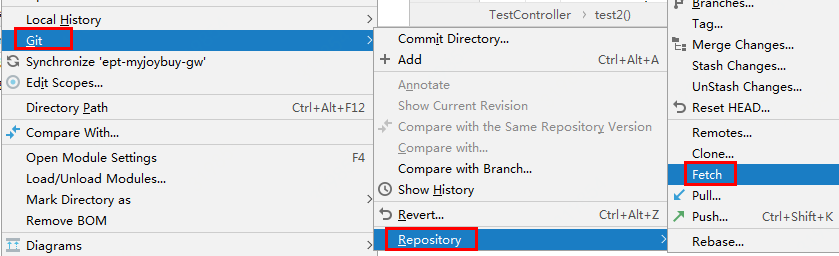 Local History
Git
Synchronize 'ept-myjoybuy-gw'
Edit Scopes...
Directory Path Ctrl+Alt+F12
Compare With...
Open Module Settings F4
Load/Unload Modules...
Mark Directory as
Remove BOM
Diagrams
TestController test2()
Commit Directory...
Add Ctrl+Alt+A
Annotate
Show Current Revision
Compare with the Same Repository Version
Compare with...
Compare with Branch...
Show History
Revert... Ctrl+Alt+Z
Repository
Branches...
Tag...
Merge Changes...
Stash Changes...
UnStash Changes...
Reset HEAD...
Remotes...
Clone...
Fetch
Pull...
Push... Ctrl+Shift+K
Rebase...